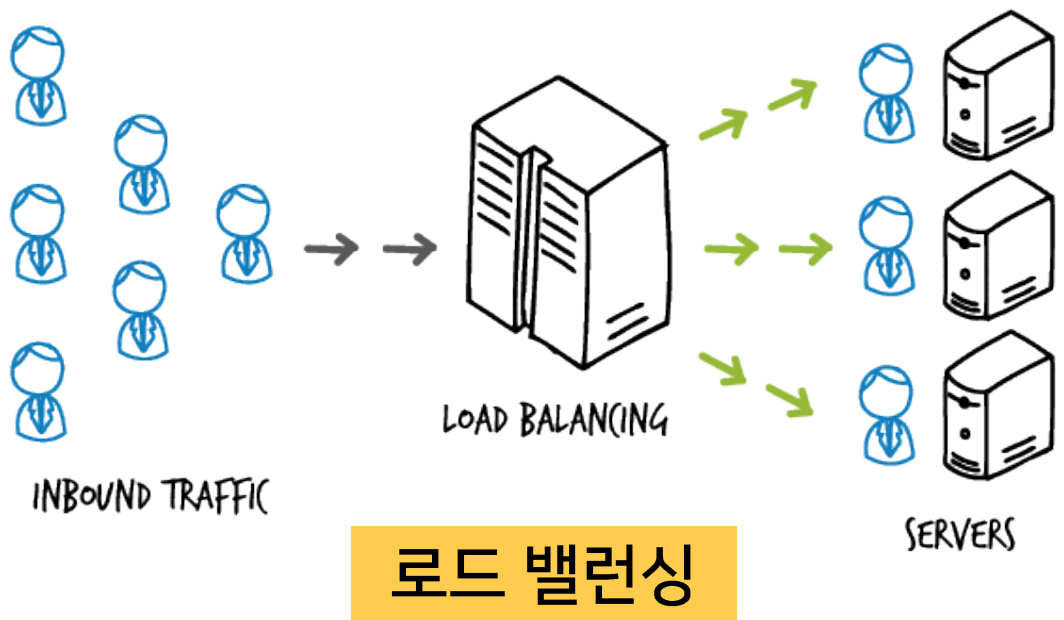 LOAD BALANCING
INBOUND TRAFFIC
SERVERS
로드 밸런싱